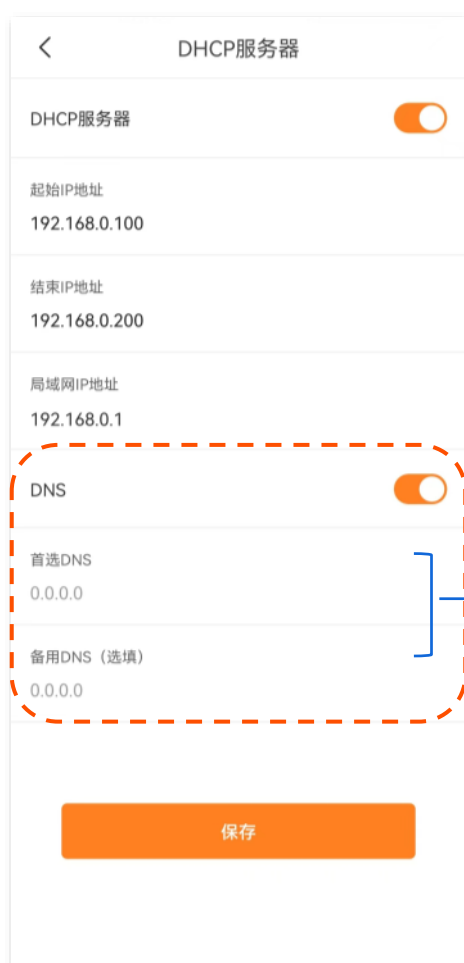 DHCP服务器
DHCP服务器
起始IP地址
192.168.0.100
结束IP地址
192.168.0.200
局域网IP地址
192.168.0.1
DNS
首选DNS
0.0.0.0
备用DNS（选填）
0.0.0.0
保存